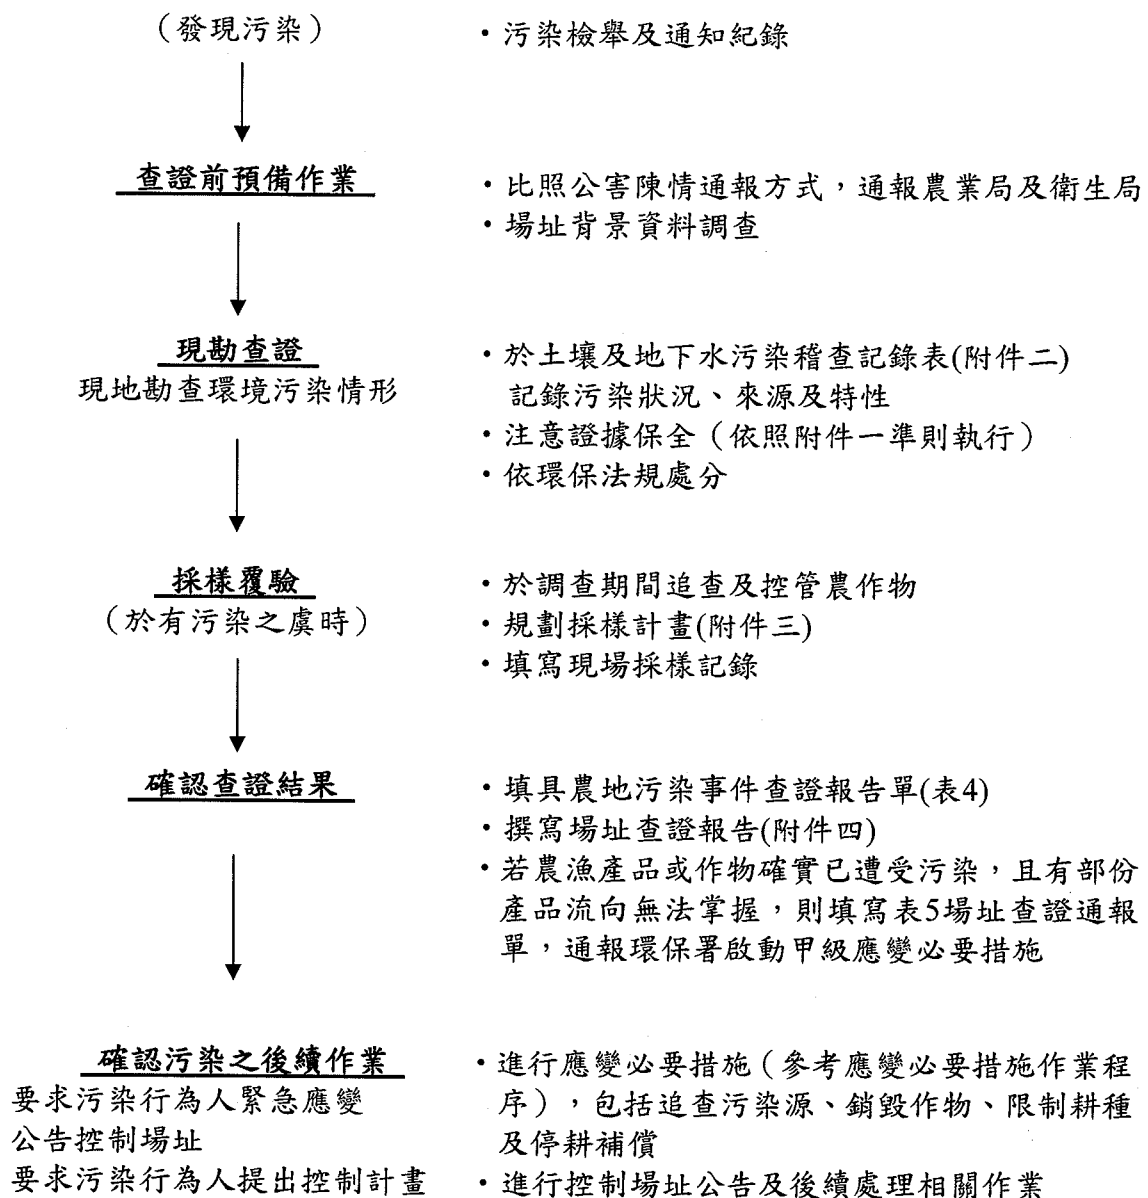 （發現污染）
・污染檢舉及通知紀錄
查證前預備作業
・比照公害陳情通報方式，通報農業局及衛生局
・場址背景資料調查
現勘查證
現地勘查環境污染情形
・於土壤及地下水污染稽查記錄表(附件二)
記錄污染狀況、來源及特性
・注意證據保全（依照附件一準則執行）
・依環保法規處分
採樣覆驗
（於有污染之虞時）
・於調查期間追查及控管農作物
・規劃採樣計畫(附件三)
・填寫現場採樣記錄
確認查證結果
・填具農地污染事件查證報告單(表4)
・撰寫場址查證報告(附件四)
・若農漁產品或作物確實已遭受污染，且有部份
產品流向無法掌握，則填寫表5場址查證通報
單，通報環保署啟動甲級應變必要措施
確認污染之後續作業
要求污染行為人緊急應變
公告控制場址
要求污染行為人提出控制計畫
・進行應變必要措施（參考應變必要措施作業程
序），包括追查污染源、銷毀作物、限制耕種
及停耕補償
・進行控制場址公告及後續處理相關作業